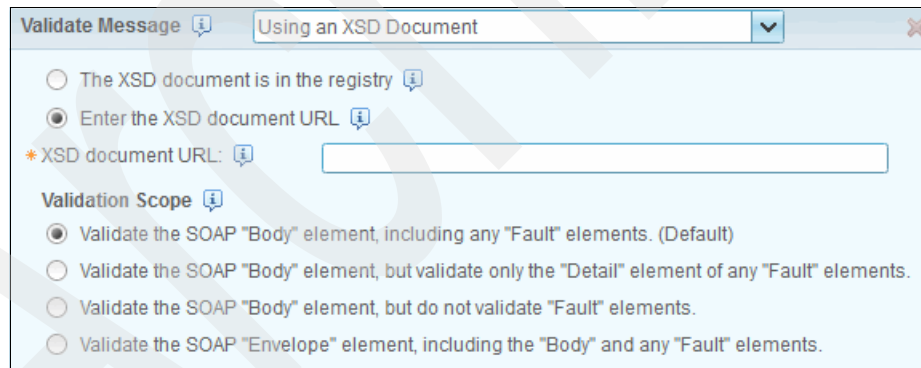 Validate Message Using an XSD Document
The XSD document is in the registry
Enter the XSD document URL
* XSD document URL:
Validation Scope
Validate the SOAP "Body" element, including any "Fault" elements. (Default)
Validate the SOAP "Body" element, but validate only the "Detail" element of any "Fault" elements.
Validate the SOAP "Body" element, but do not validate "Fault" elements.
Validate the SOAP "Envelope" element, including the "Body" and any "Fault" elements.